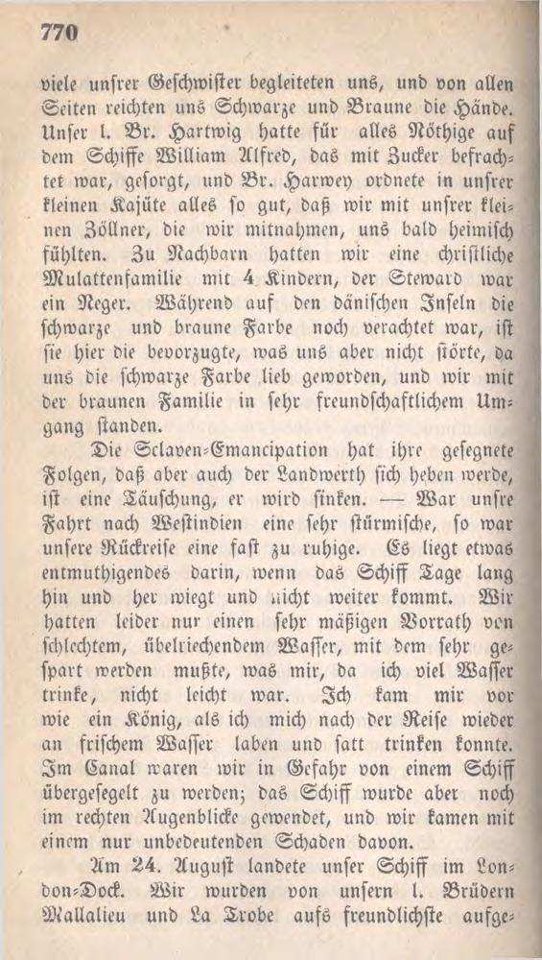 770
viele unsrer Geschwister begleiteten uns, und von allen
Seiten reichten uns Schwarze und Braune die Hände.
Unser l. Br. Hartwig hatte für alles Nöthige auf
dem Schiffe William Alfred, das mit Zucker befrach-
tet war, gesorgt, und Br. Harwey ordnete in unsrer
kleinen Kajüte alles so gut, daß wir mit unsrer klei-
nen Zöllner, die wir mitnahmen, uns bald heimisch
fühlten. Zu Nachbarn hatten wir eine christliche
Mulattenfamilie mit 4 Kindern, der Steward war
ein Neger. Während auf den dänischen Inseln die
schwarze und braune Farbe noch verachtet war, ist
sie hier die bevorzugte, was uns aber nicht störte, da
uns die schwarze Farbe lieb geworden, und wir mit
der braunen Familie in sehr freundschaftlichem Um-
gang standen.
Die Sclaven-Emancipation hat ihre gesegnete
Folgen, daß aber auch der Landwerth sich heben werde,
ist eine Täuschung, er wird sinken. — War unsre
Fahrt nach Westindien eine sehr stürmische, so war
unsere Rückreise eine fast zu ruhige. Es liegt etwas
entmuthigendes darin, wenn das Schiff Tage lang
hin und her wiegt und nicht weiter kommt. Wir
hatten leider nur einen sehr mäßigen Vorrath von
schlechtem, übelriechendem Wasser, mit dem sehr ge-
spart werden mußte, was mir, da ich viel Wasser
trinke, nicht leicht war. Ich kam mir vor
wie ein König, als ich mich nach der Reise wieder
an frischem Wasser laben und satt trinken konnte.
Im Canal waren wir in Gefahr von einem Schiff
übergesegelt zu werden; das Schiff wurde aber noch
im rechten Augenblicke gewendet, und wir kamen mit
einem nur unbedeutenden Schaden davon.
Am 24. August landete unser Schiff im Lon-
don-Dock. Wir wurden von unsern l. Brüdern
Mallalieu und La Trobe aufs freundlichste aufge-